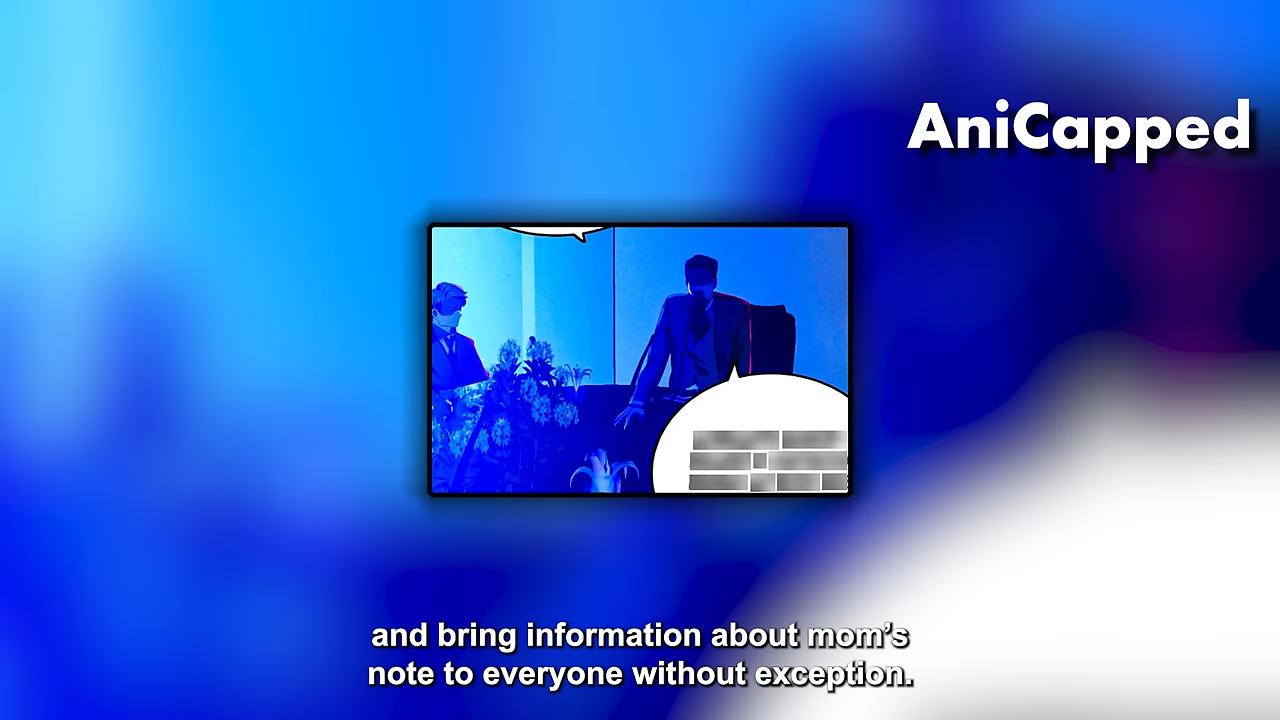 AniCapped
and bring information about mom’s
note to everyone without exception.